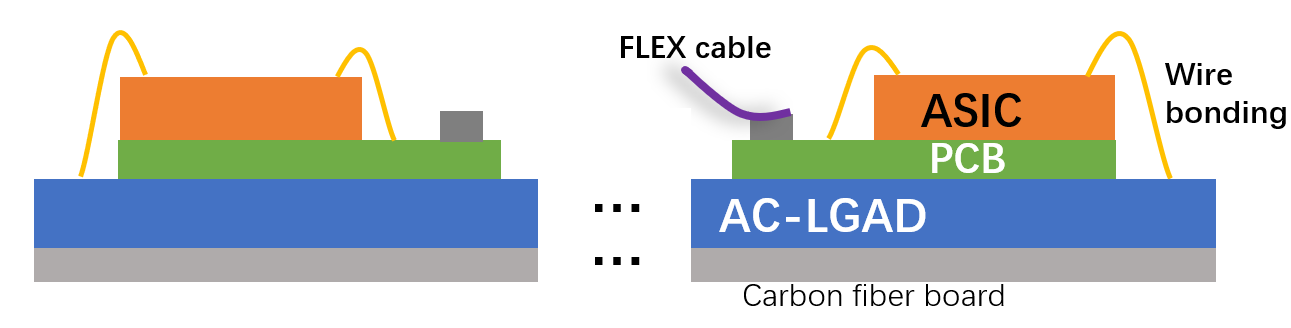 FLEX cable
Wire
bonding
ASIC
PCB
...
AC-LGAD
...
Carbon fiber board